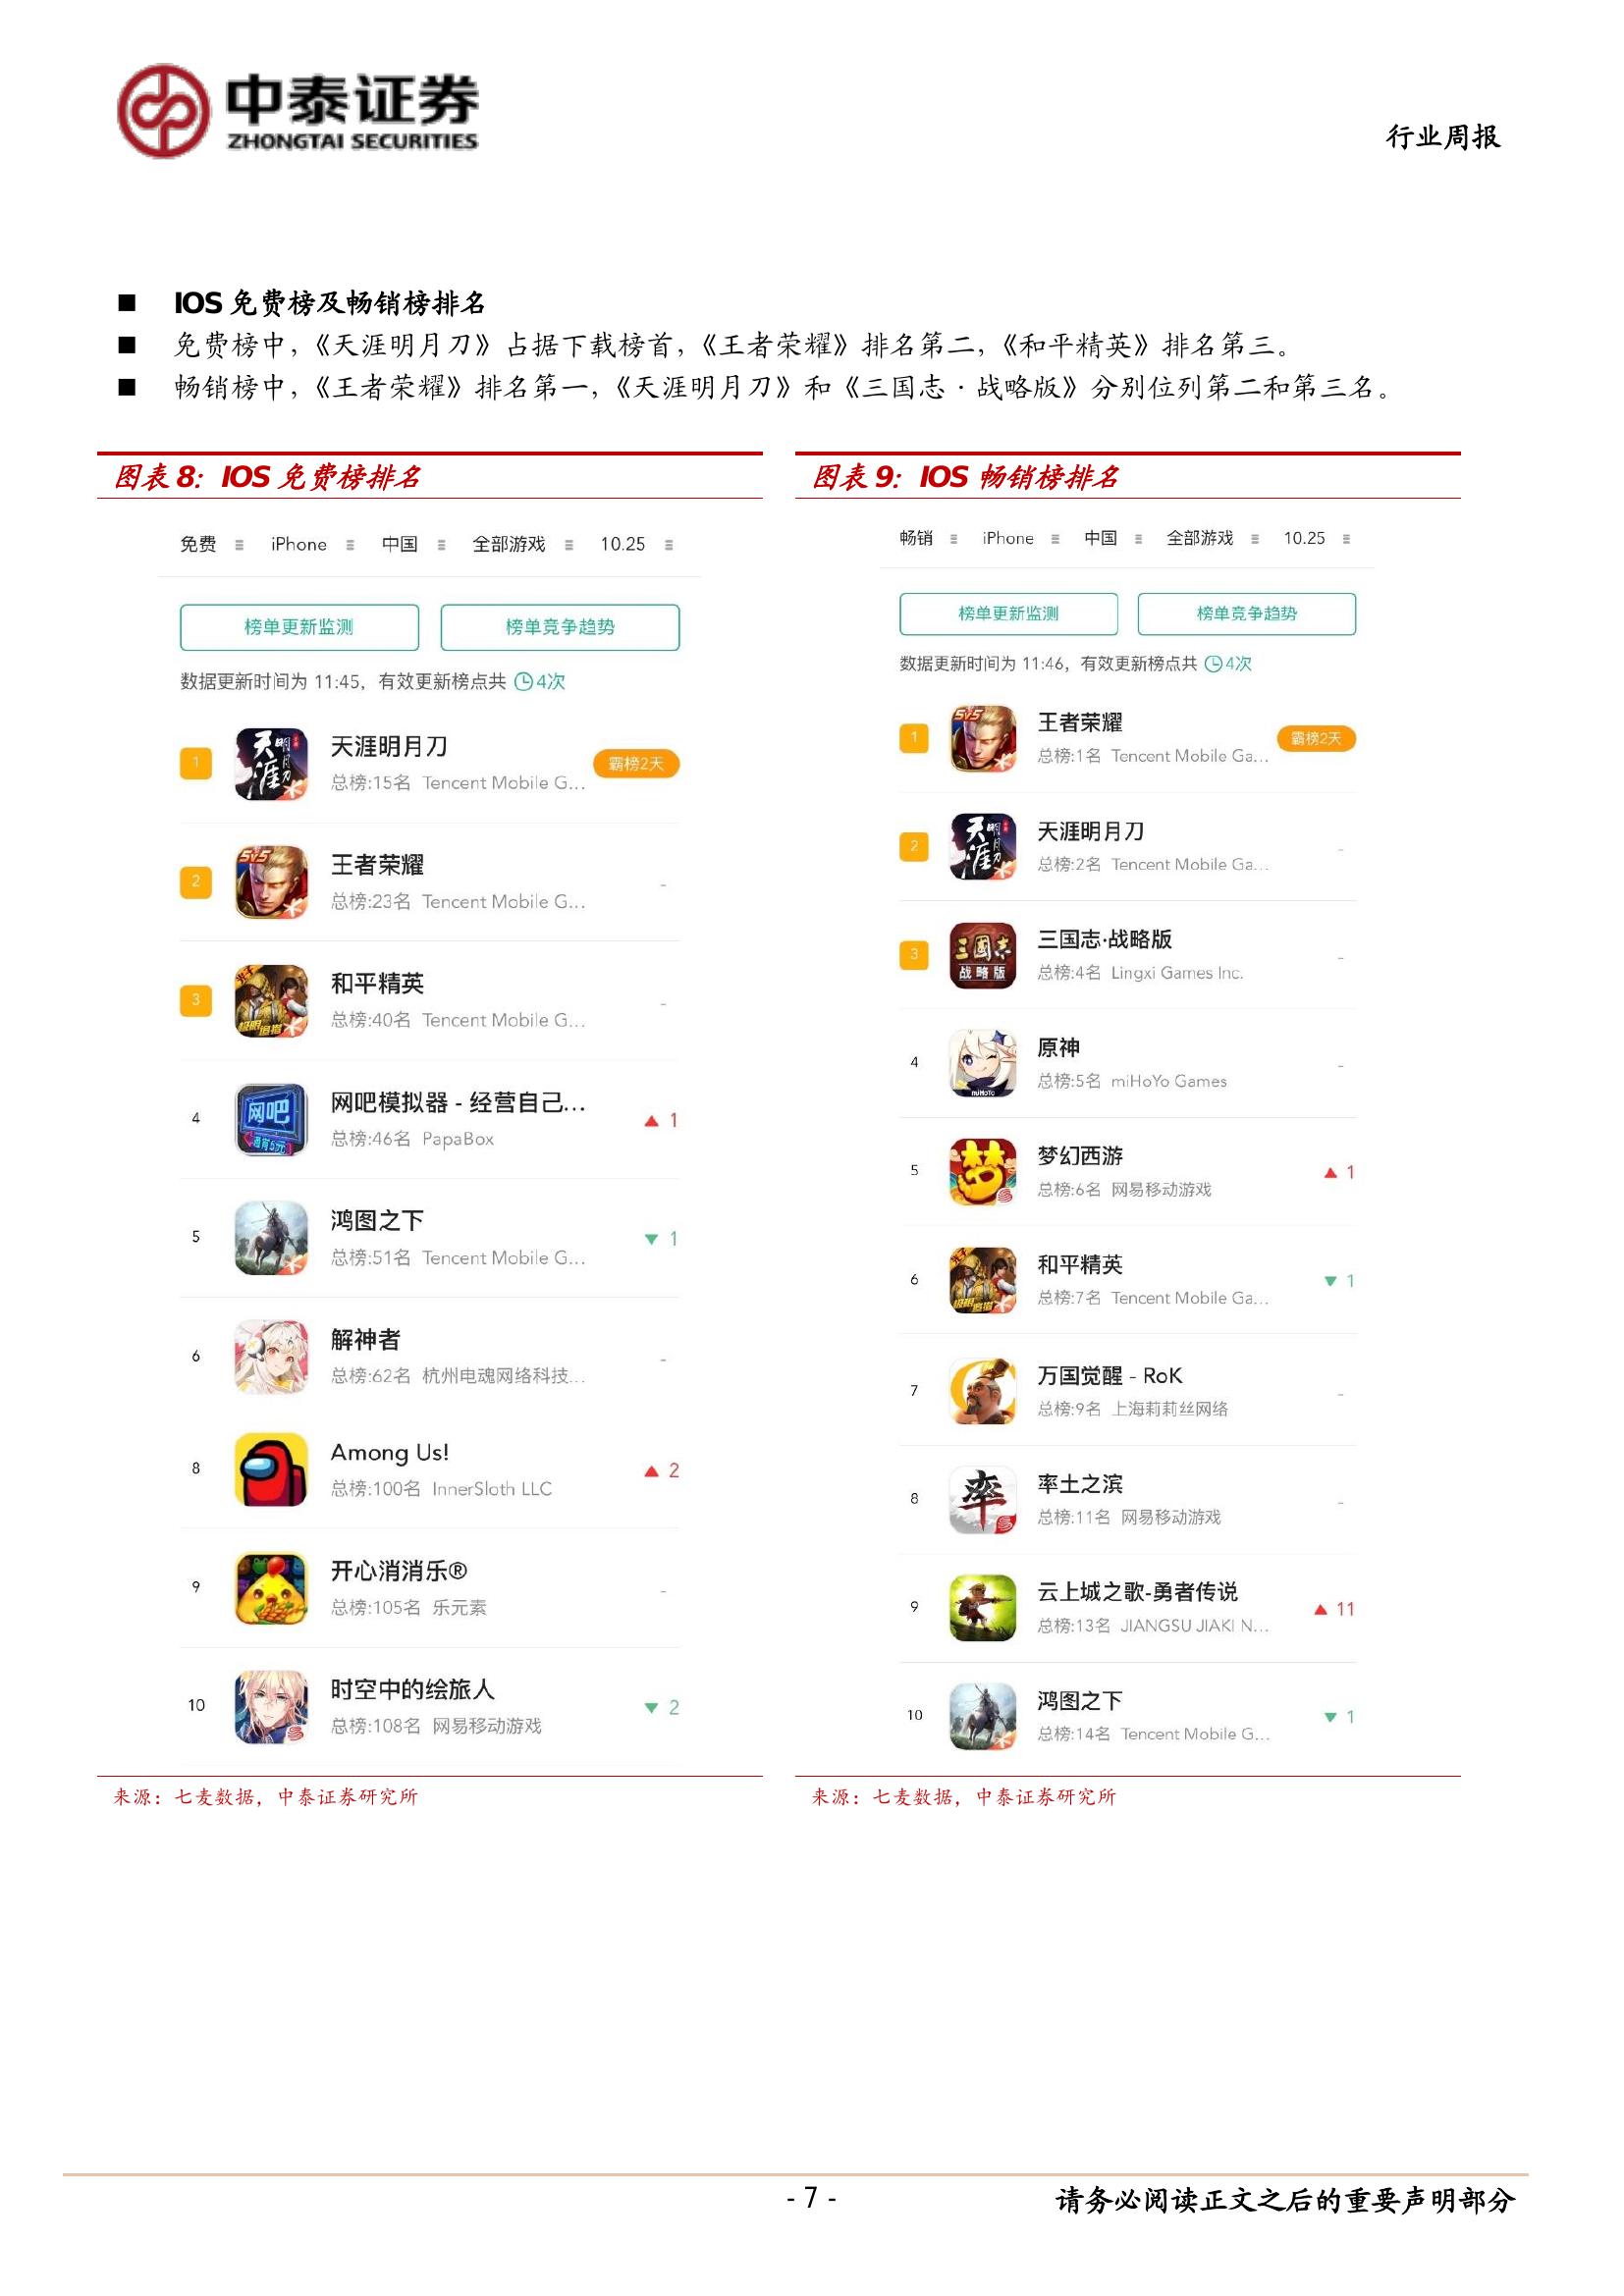 中泰证券
ZHONGTAI SECURITIES
行业周报
■ IOS 免费榜及畅销榜排名
■ 免费榜中，《天涯明月刀》占据下载榜首，《王者荣耀》排名第二，《和平精英》排名第三。
■ 畅销榜中，《王者荣耀》排名第一，《天涯明月刀》和《三国志·战略版》分别位列第二和第三名。
图表 8：IOS 免费榜排名
免费 iPhone 中国 全部游戏 10.25
榜单更新监测 榜单竞争趋势
数据更新时间为 11:45，有效更新榜点共 4次
1 天涯明月刀 霸榜2天
总榜:15名 Tencent Mobile G...
2 王者荣耀 -
总榜:23名 Tencent Mobile G...
3 和平精英 -
总榜:40名 Tencent Mobile G...
4 网吧模拟器 - 经营自己... ▲ 1
总榜:46名 PapaBox
5 鸿图之下 ▼ 1
总榜:51名 Tencent Mobile G...
6 解神者 -
总榜:62名 杭州电魂网络科技...
8 Among Us! ▲ 2
总榜:100名 InnerSloth LLC
9 开心消消乐® -
总榜:105名 乐元素
10 时空中的绘旅人 ▼ 2
总榜:108名 网易移动游戏
来源：七麦数据，中泰证券研究所
图表 9：IOS 畅销榜排名
畅销 iPhone 中国 全部游戏 10.25
榜单更新监测 榜单竞争趋势
数据更新时间为 11:46，有效更新榜点共 4次
1 王者荣耀 霸榜2天
总榜:1名 Tencent Mobile Ga...
2 天涯明月刀 -
总榜:2名 Tencent Mobile Ga...
3 三国志·战略版 -
总榜:4名 Lingxi Games Inc.
4 原神 -
总榜:5名 miHoYo Games
5 梦幻西游 ▲ 1
总榜:6名 网易移动游戏
6 和平精英 ▼ 1
总榜:7名 Tencent Mobile Ga...
7 万国觉醒 - RoK -
总榜:9名 上海莉莉丝网络
8 率土之滨 -
总榜:11名 网易移动游戏
9 云上城之歌-勇者传说 ▲ 11
总榜:13名 JIANGSU JIAKI N...
10 鸿图之下 ▼ 1
总榜:14名 Tencent Mobile G...
来源：七麦数据，中泰证券研究所
- 7 -
请务必阅读正文之后的重要声明部分